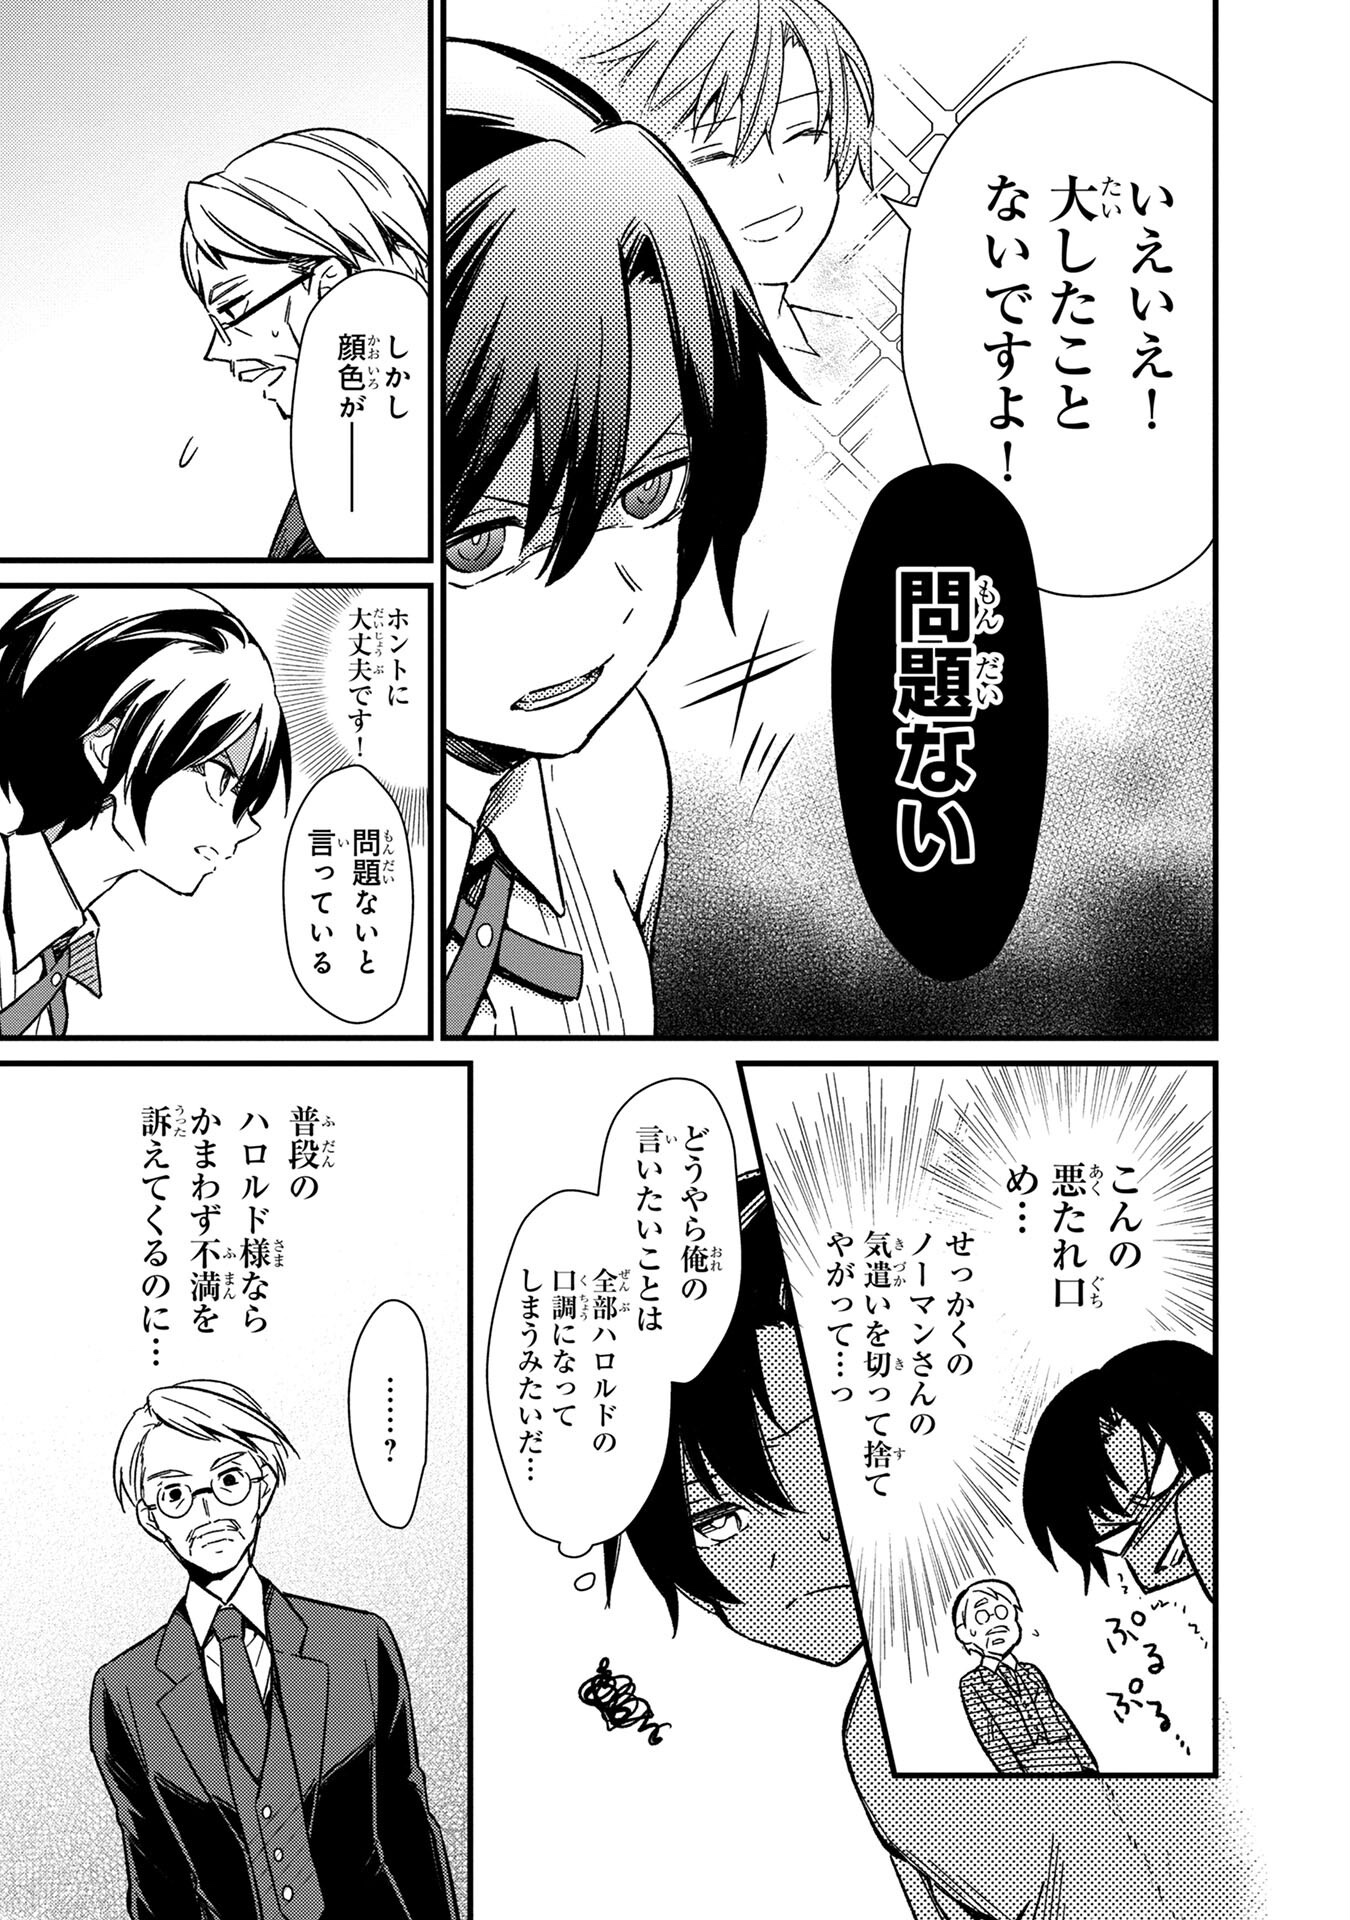 いえいえ！
大したこと
ないですよ！
問題ない
しかし
顔色が――
ホントに
大丈夫です！
問題ないと
言っている
こんの
悪たれ口
め…
せっかくの
ノーマンさんの
気遣いを切って捨て
やがって…っ
ぷるぷる…
どうやら俺の
言いたいことは
全部ハロルドの
口調になって
しまうみたいだ…
普段の
ハロルド様なら
かまわず不満を
訴えてくるのに…
……？